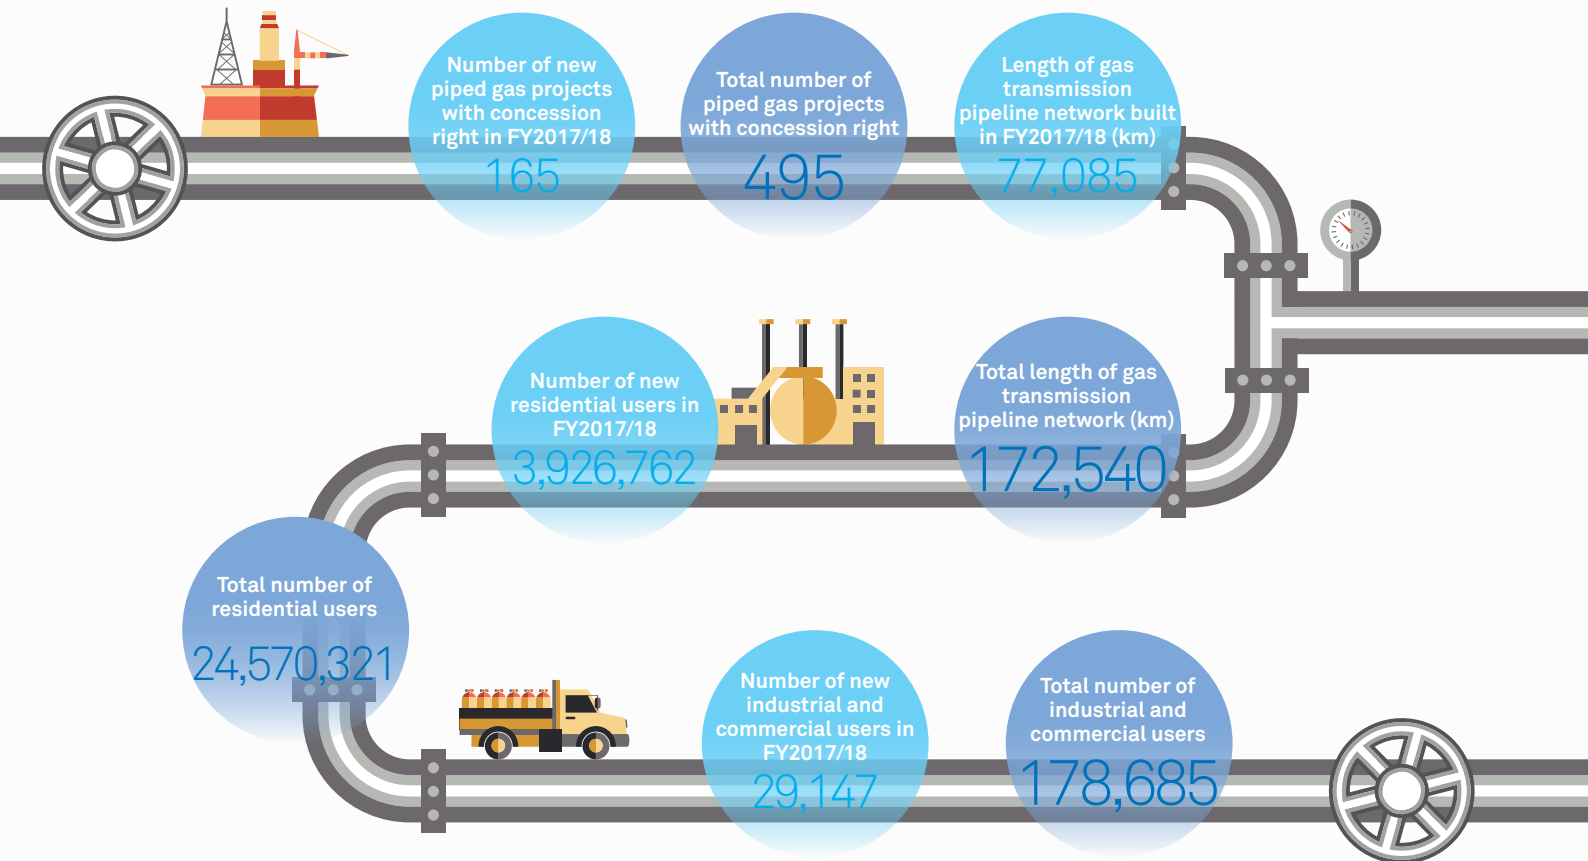 Number of new
piped gas projects
with concession
right in FY2017/18
165
Total number of
piped gas projects
with concession right
495
Length of gas
transmission
pipeline network built
in FY2017/18 (km)
77,085
Number of new
residential users in
FY2017/18
3,926,762
Total length of gas
transmission
pipeline network (km)
172,540
Total number of
residential users
24,570,321
Number of new
industrial and
commercial users in
FY2017/18
29,147
Total number of
industrial and
commercial users
178,685